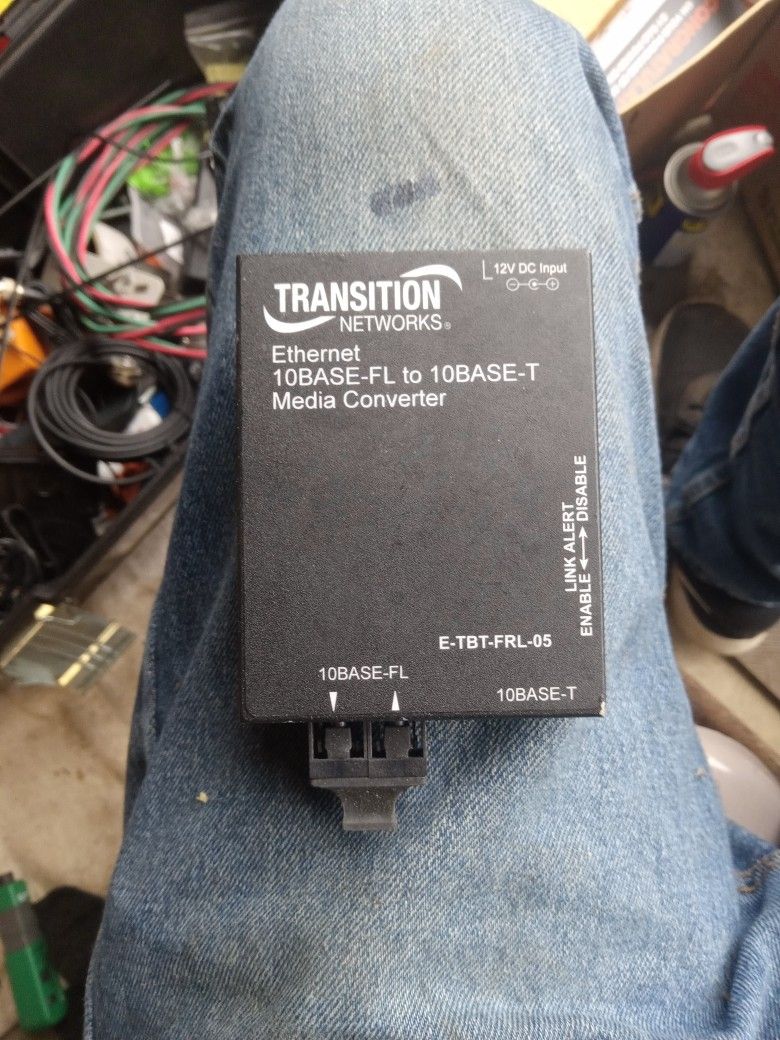 TRANSITION
NETWORKS®
12V DC Input
Ethernet
10BASE-FL to 10BASE-T
Media Converter
LINK ALERT
ENABLE ↔ DISABLE
E-TBT-FRL-05
10BASE-FL
10BASE-T